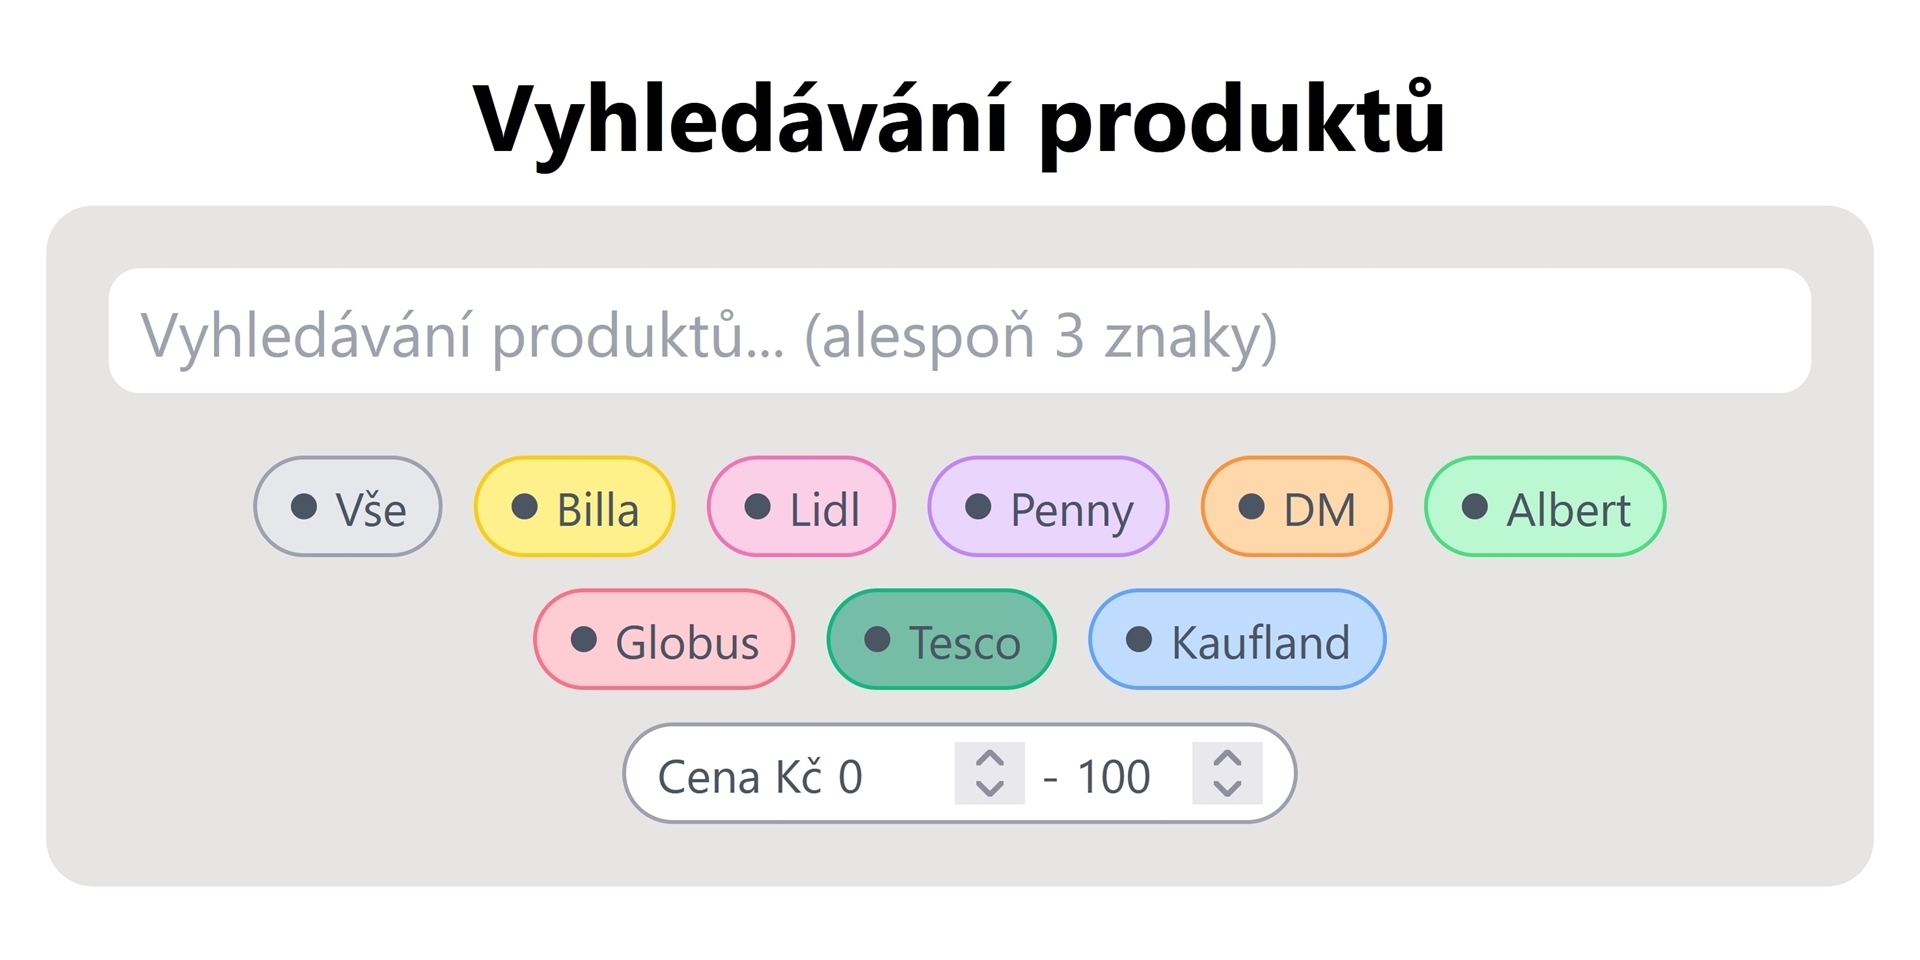 Vyhledávání produktů
Vyhledávání produktů... (alespoň 3 znaky)
Vše Billa Lidl Penny DM Albert
Globus Tesco Kaufland
Cena Kč 0 - 100